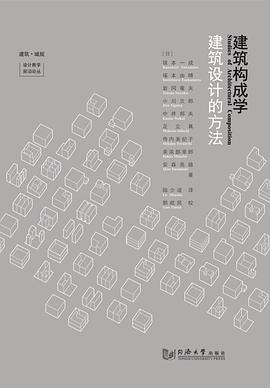 建筑·城规
设计教学
前沿论丛
建筑构成学
Studies of Architectural Composition
建筑设计的方法
[日]
坂本一成
塚本由晴
岩冈竜夫
小川次郎
中井邦夫
足立真
寺内美纪子
美浓部幸郎
安森亮雄
著
陆少波 译
郭屹民 校
同济大学出版社